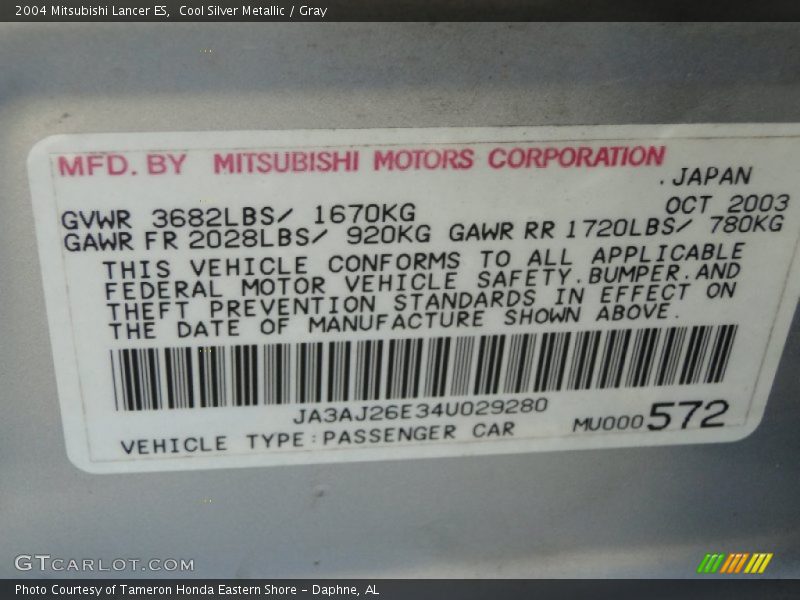 2004 Mitsubishi Lancer ES,  Cool Silver Metallic / Gray
MFD. BY MITSUBISHI MOTORS CORPORATION
, JAPAN
GVWR 3682LBS/ 1670KG OCT 2003
GAWR FR 2028LBS/ 920KG GAWR RR 1720LBS/ 780KG
THIS VEHICLE CONFORMS TO ALL APPLICABLE
FEDERAL MOTOR VEHICLE SAFETY,BUMPER,AND
THEFT PREVENTION STANDARDS IN EFFECT ON
THE DATE OF MANUFACTURE SHOWN ABOVE.
JA3AJ26E34U029280
VEHICLE TYPE:PASSENGER CAR MU000572
GTCARLOT.COM
Photo Courtesy of Tameron Honda Eastern Shore - Daphne, AL